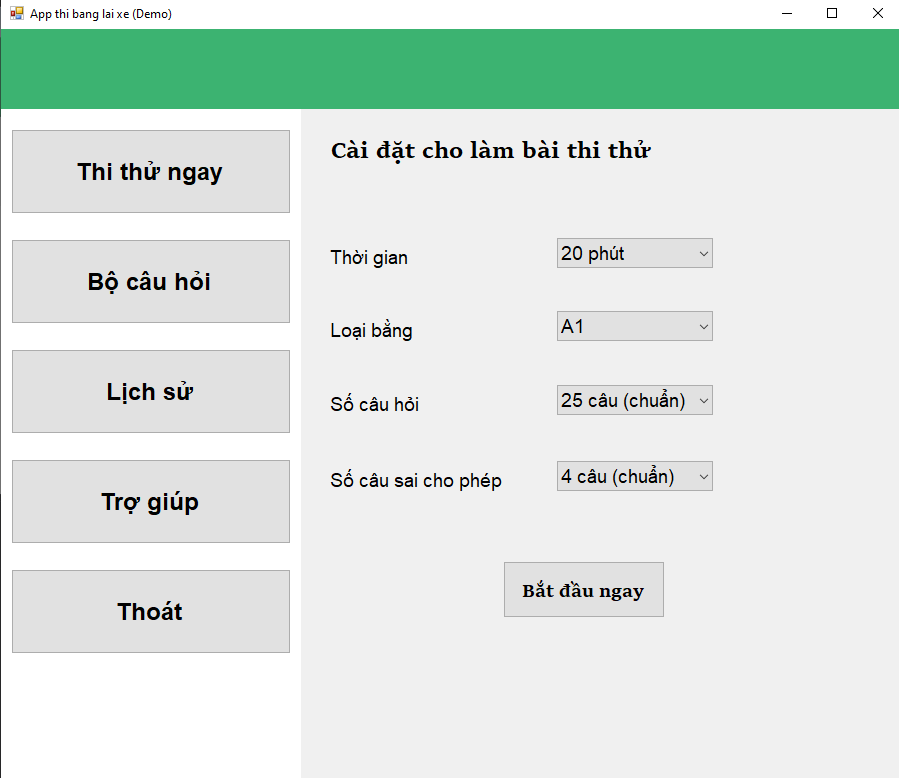 App thi bang lai xe (Demo)
Thi thử ngay
Bộ câu hỏi
Lịch sử
Trợ giúp
Thoát
Cài đặt cho làm bài thi thử
Thời gian
20 phút
Loại bằng
A1
Số câu hỏi
25 câu (chuẩn)
Số câu sai cho phép
4 câu (chuẩn)
Bắt đầu ngay